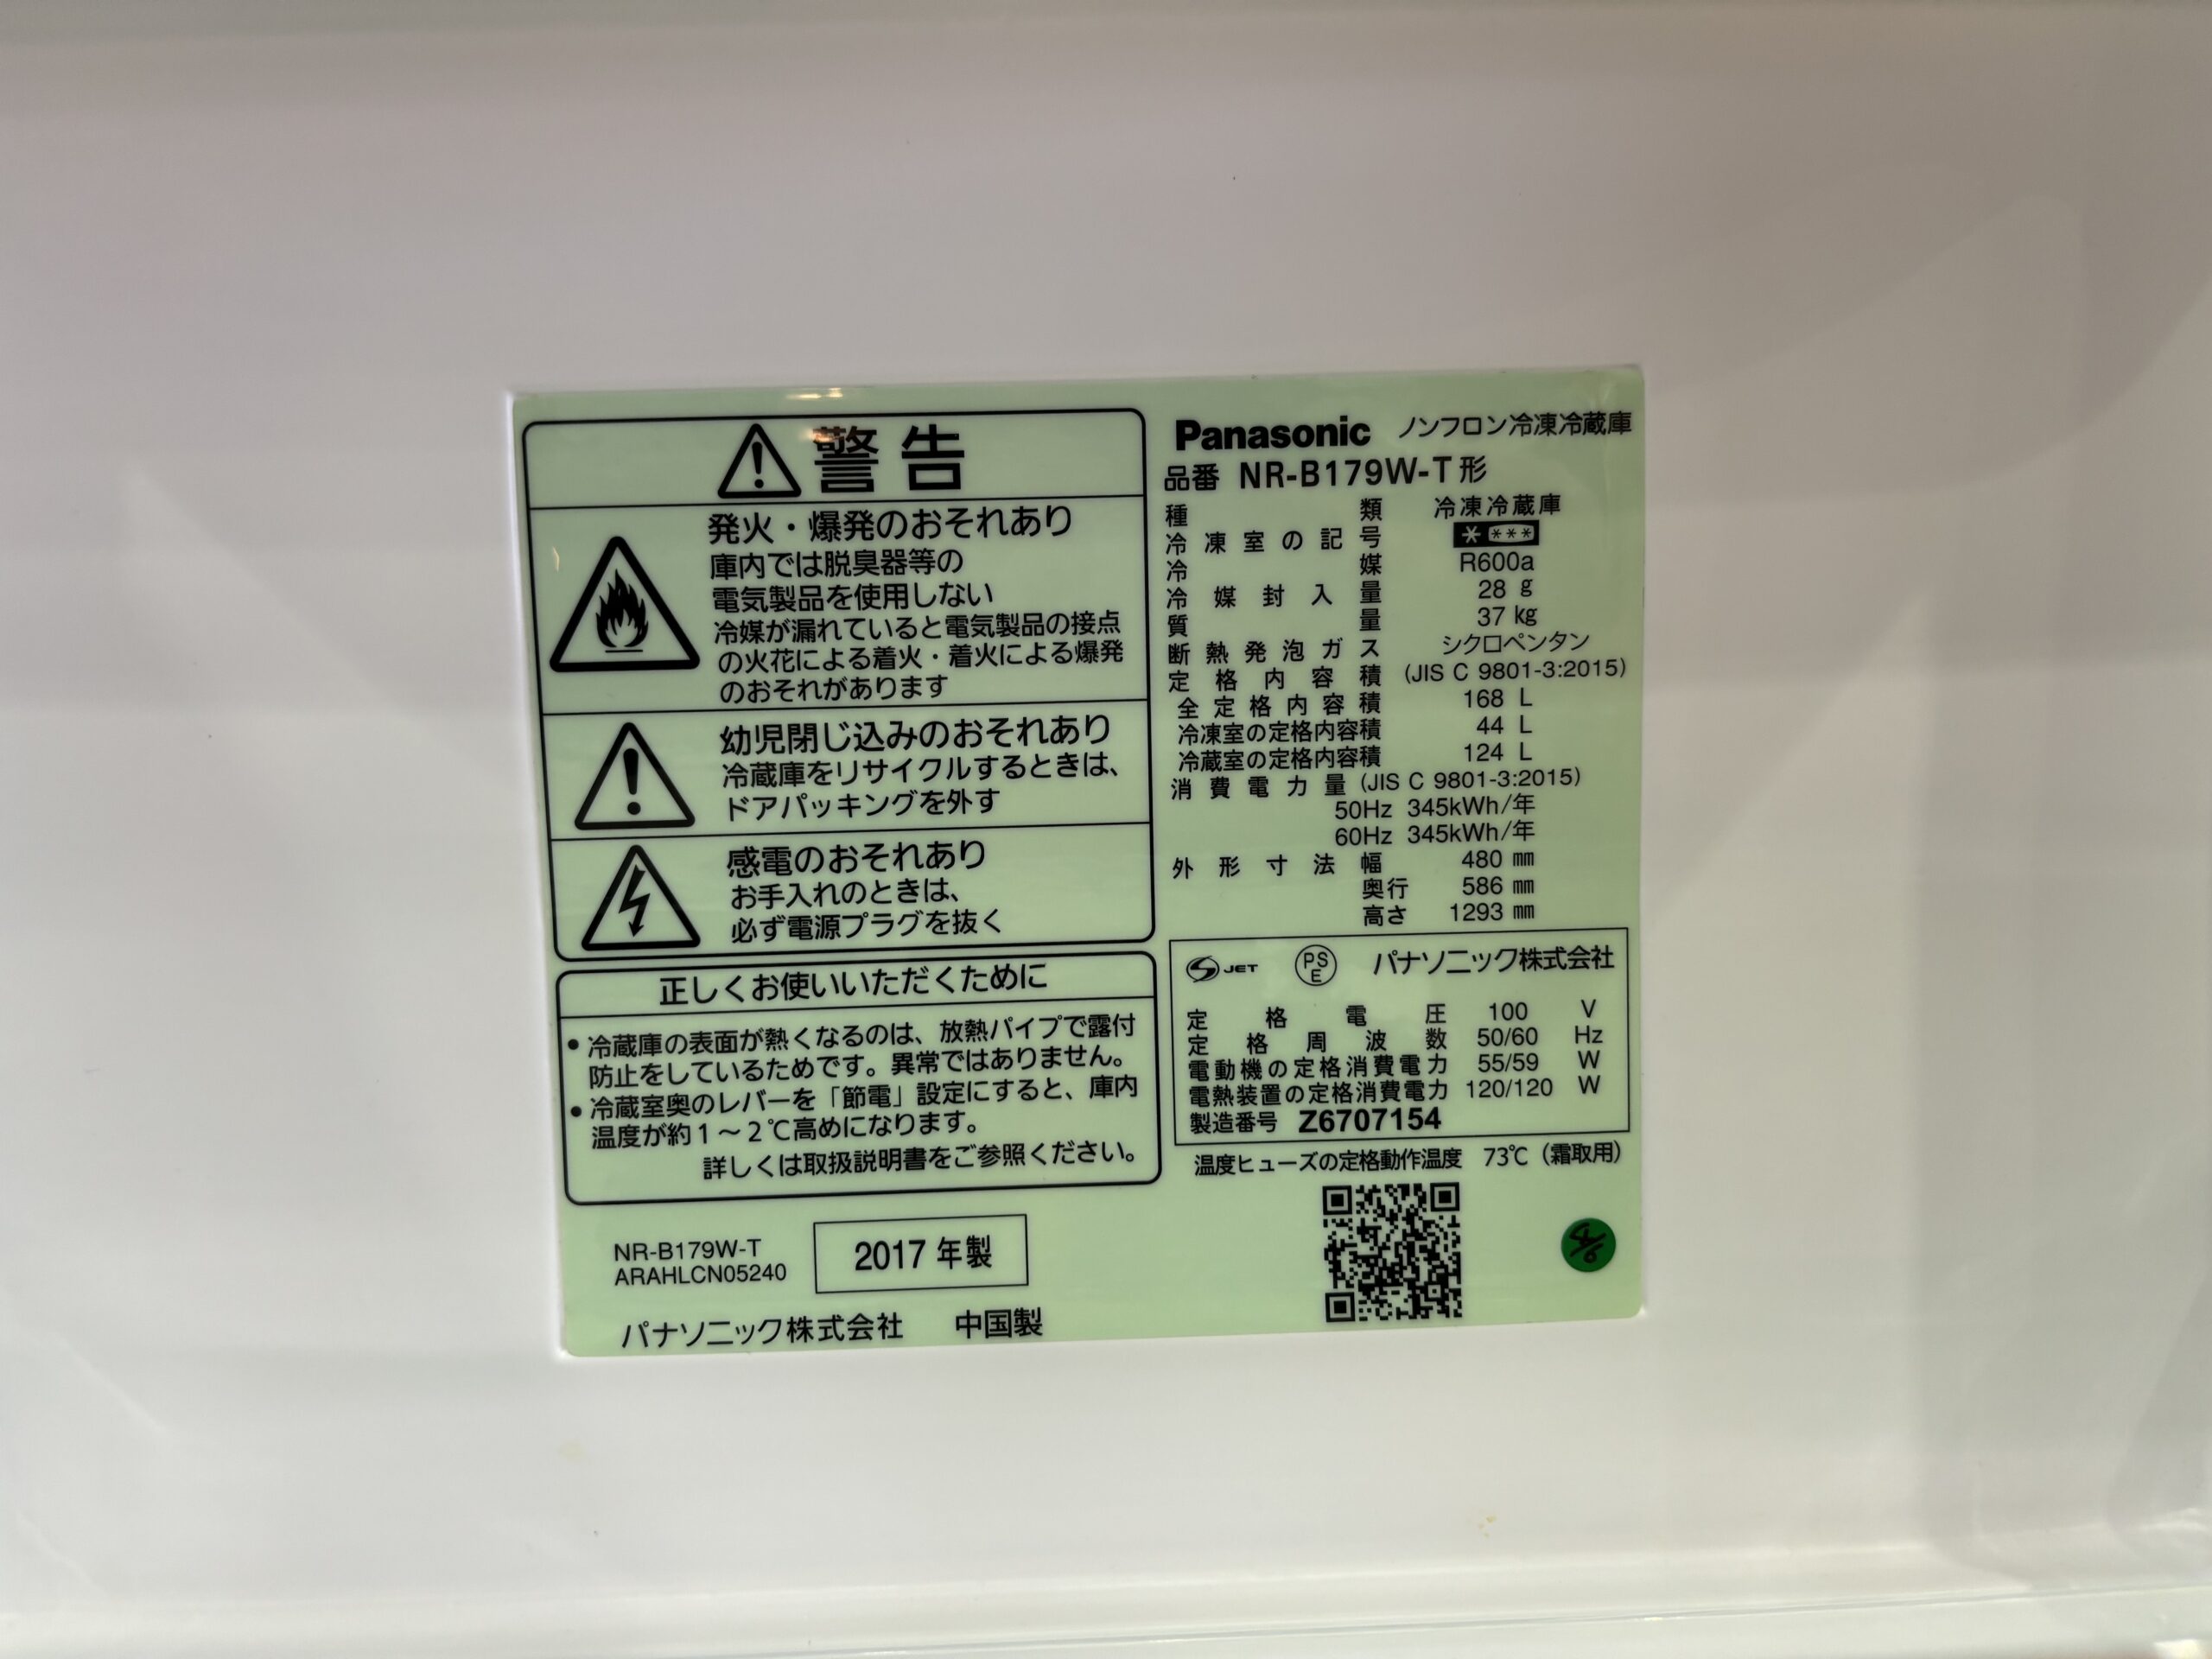 警告
発火・爆発のおそれあり
庫内では脱臭器等の
電気製品を使用しない
冷媒が漏れていると電気製品の接点
の火花による着火・着火による爆発
のおそれがあります
幼児閉じ込みのおそれあり
冷蔵庫をリサイクルするときは、
ドアパッキングを外す
感電のおそれあり
お手入れのときは、
必ず電源プラグを抜く
正しくお使いいただくために
・冷蔵庫の表面が熱くなるのは、放熱パイプで露付
防止をしているためです。異常ではありません。
・冷蔵室奥のレバーを「節電」設定にすると、庫内
温度が約1～2℃高めになります。
詳しくは取扱説明書をご参照ください。
NR-B179W-T
ARAHLCN05240
2017年製
パナソニック株式会社 中国製
Panasonic ノンフロン冷凍冷蔵庫
品番 NR-B179W-T形
種類 冷凍冷蔵庫
冷凍室の記号 * ***
冷媒 R600a
冷媒封入量 28 g
質量 37 kg
断熱発泡ガス シクロペンタン
定格内容積 (JIS C 9801-3:2015)
全定格内容積 168 L
冷凍室の定格内容積 44 L
冷蔵室の定格内容積 124 L
消費電力量 (JIS C 9801-3:2015)
50Hz 345kWh/年
60Hz 345kWh/年
外形寸法 幅 480 mm
奥行 586 mm
高さ 1293 mm
S JET PSE パナソニック株式会社
定格電圧 100 V
定格周波数 50/60 Hz
電動機の定格消費電力 55/59 W
電熱装置の定格消費電力 120/120 W
製造番号 Z6707154
温度ヒューズの定格動作温度 73℃（霜取用）